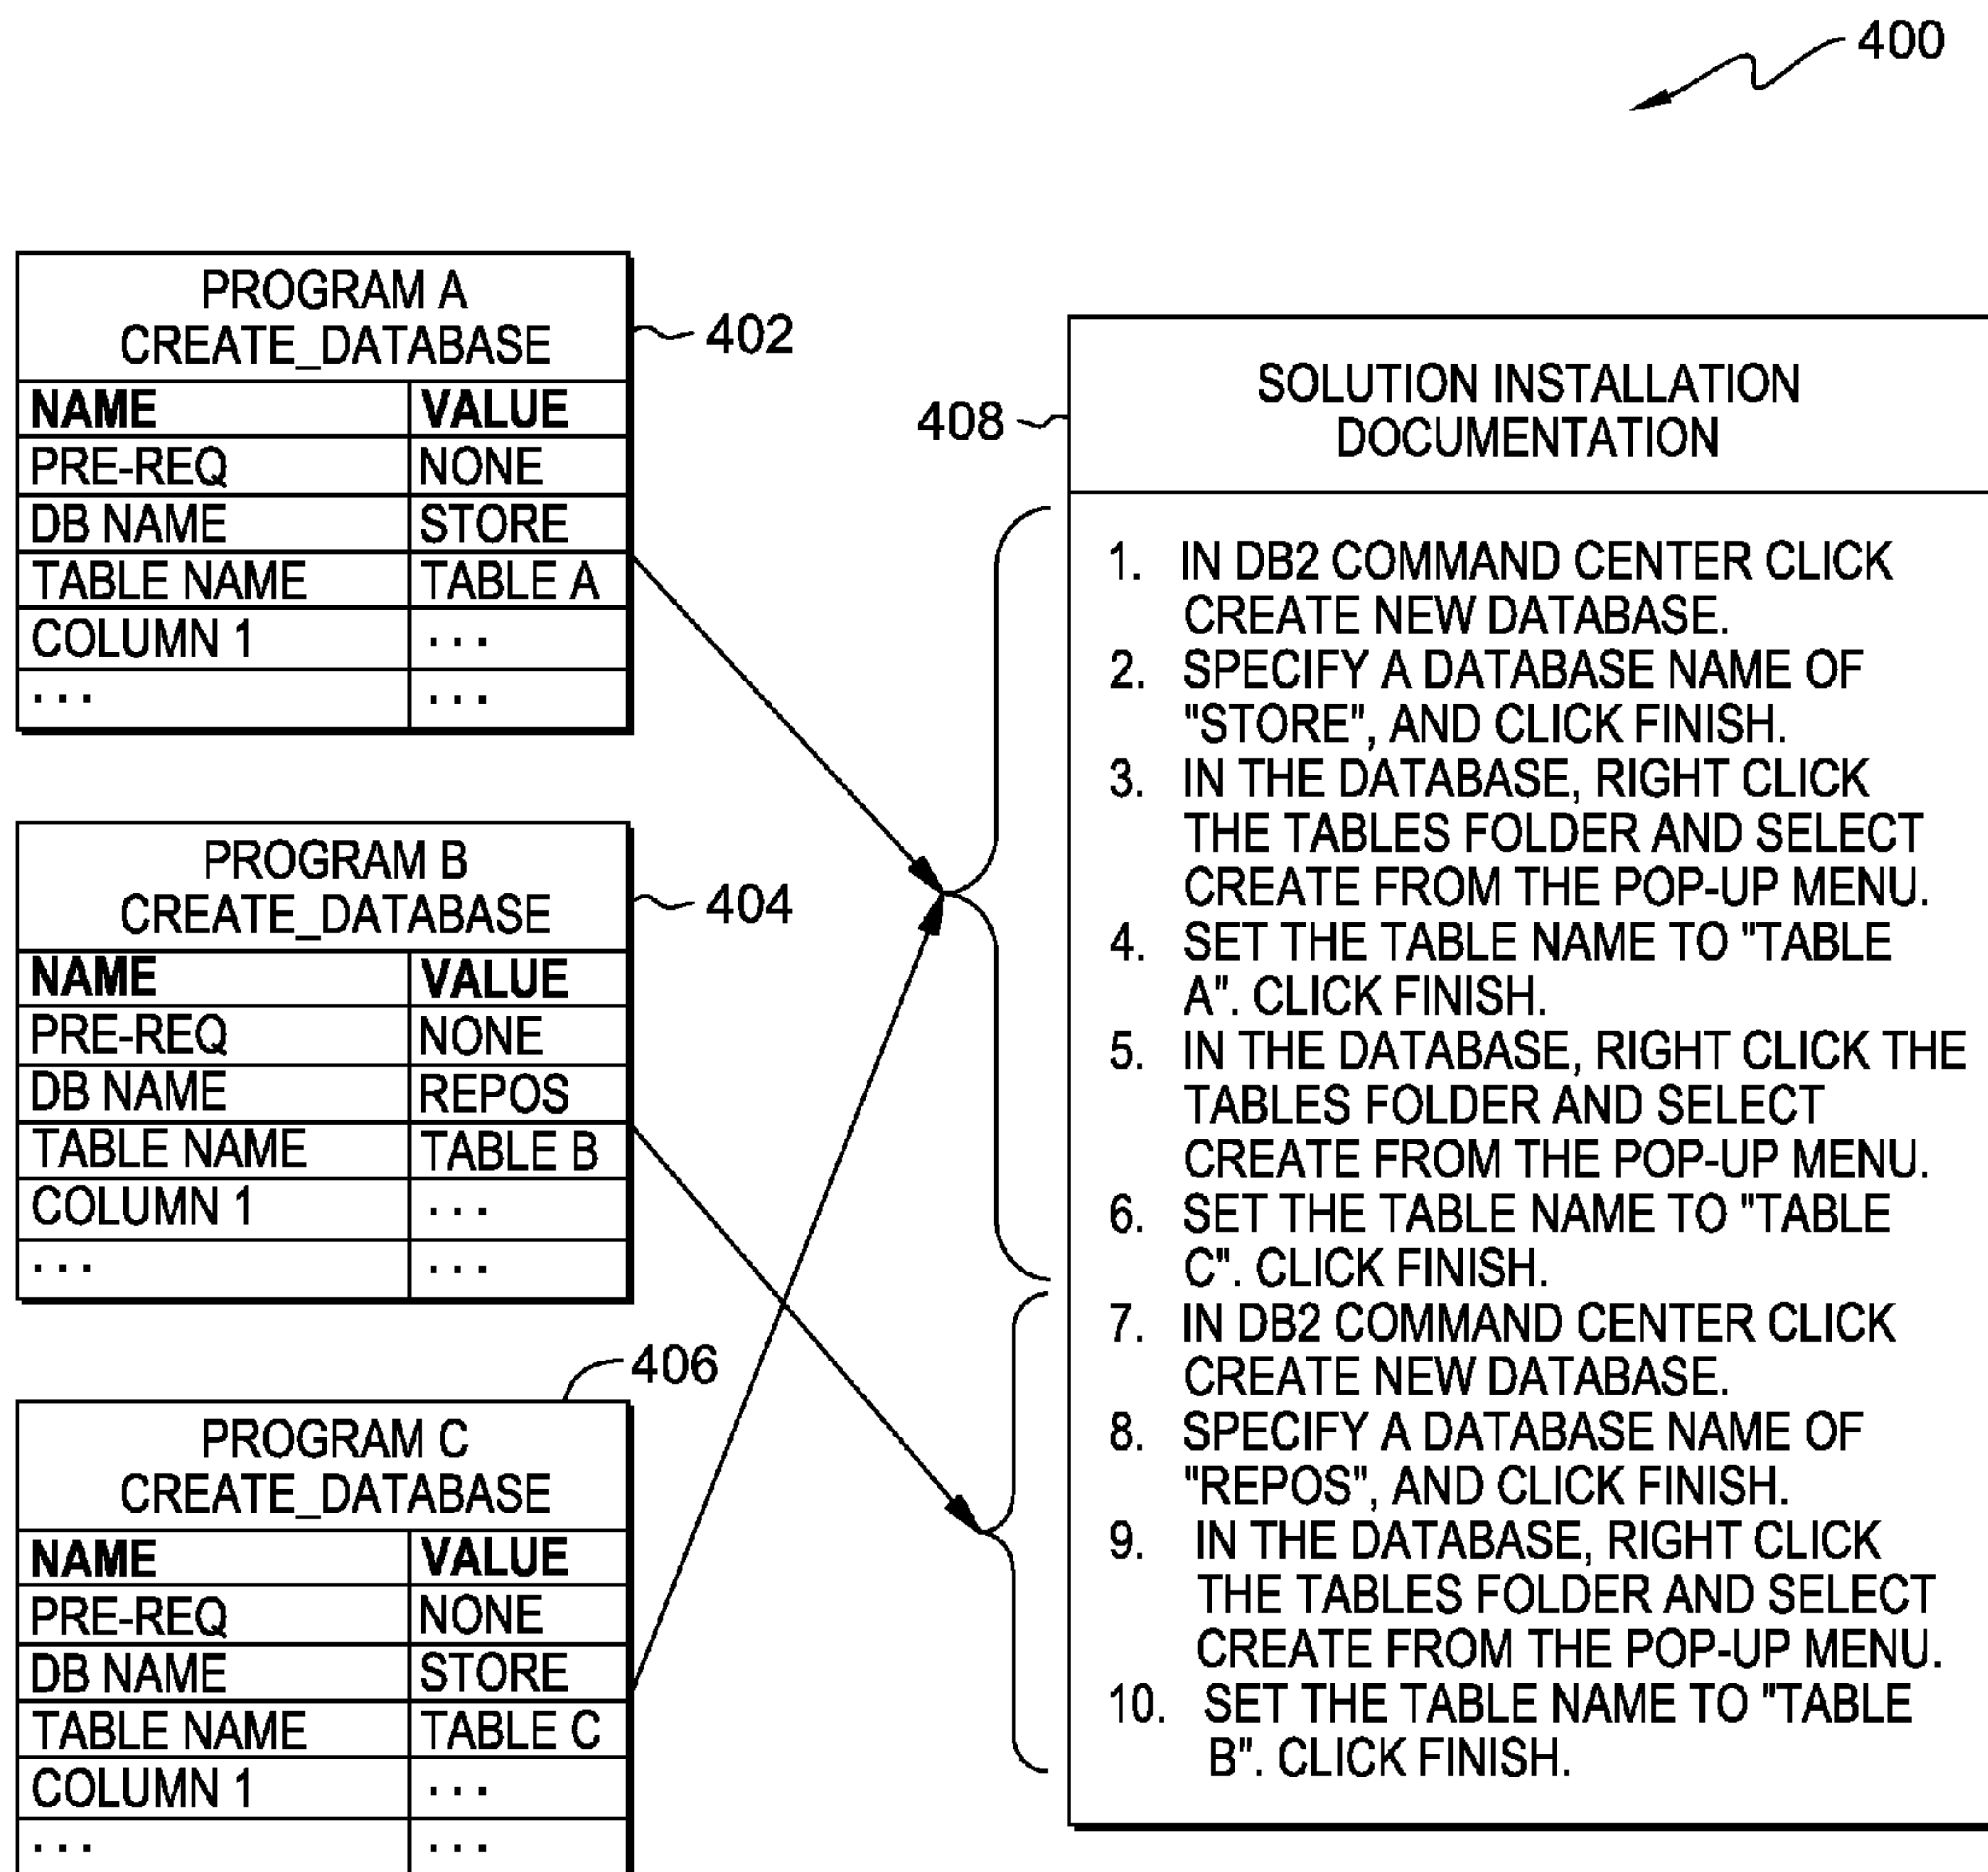 400
PROGRAM A
CREATE_DATABASE
402
NAME VALUE
PRE-REQ NONE
DB NAME STORE
TABLE NAME TABLE A
COLUMN 1 ...
... ...
PROGRAM B
CREATE_DATABASE
404
NAME VALUE
PRE-REQ NONE
DB NAME REPOS
TABLE NAME TABLE B
COLUMN 1 ...
... ...
406
PROGRAM C
CREATE_DATABASE
NAME VALUE
PRE-REQ NONE
DB NAME STORE
TABLE NAME TABLE C
COLUMN 1 ...
... ...
408
SOLUTION INSTALLATION
DOCUMENTATION
1. IN DB2 COMMAND CENTER CLICK
CREATE NEW DATABASE.
2. SPECIFY A DATABASE NAME OF
"STORE", AND CLICK FINISH.
3. IN THE DATABASE, RIGHT CLICK
THE TABLES FOLDER AND SELECT
CREATE FROM THE POP-UP MENU.
4. SET THE TABLE NAME TO "TABLE
A". CLICK FINISH.
5. IN THE DATABASE, RIGHT CLICK THE
TABLES FOLDER AND SELECT
CREATE FROM THE POP-UP MENU.
6. SET THE TABLE NAME TO "TABLE
C". CLICK FINISH.
7. IN DB2 COMMAND CENTER CLICK
CREATE NEW DATABASE.
8. SPECIFY A DATABASE NAME OF
"REPOS", AND CLICK FINISH.
9. IN THE DATABASE, RIGHT CLICK
THE TABLES FOLDER AND SELECT
CREATE FROM THE POP-UP MENU.
10. SET THE TABLE NAME TO "TABLE
B". CLICK FINISH.